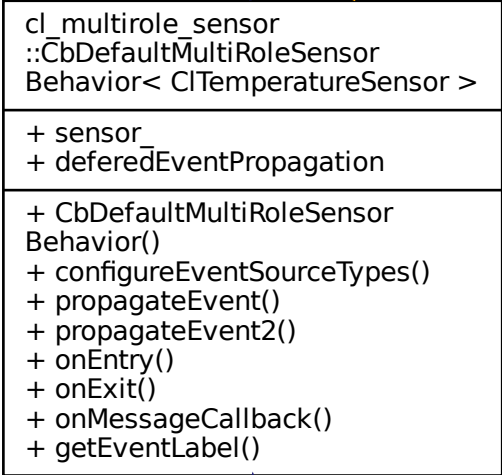 cl_multirole_sensor
::CbDefaultMultiRoleSensor
Behavior< ClTemperatureSensor >
+ sensor_
+ deferedEventPropagation
+ CbDefaultMultiRoleSensor
Behavior()
+ configureEventSourceTypes()
+ propagateEvent()
+ propagateEvent2()
+ onEntry()
+ onExit()
+ onMessageCallback()
+ getEventLabel()